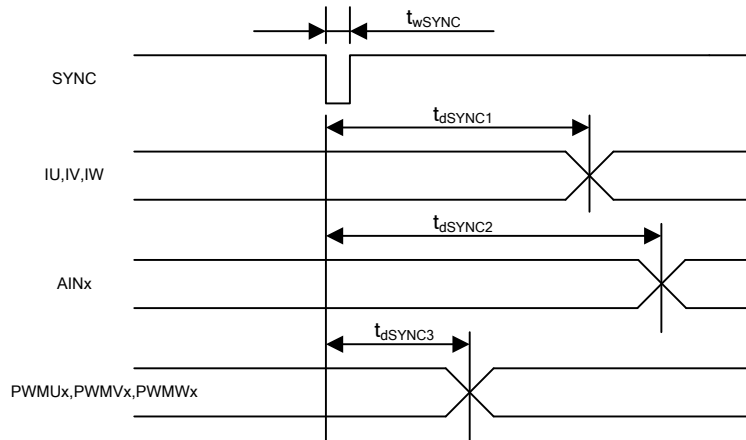 twSYNC
SYNC
tdSYNC1
IU,IV,IW
tdSYNC2
AINx
tdSYNC3
PWMUx,PWMVx,PWMWx